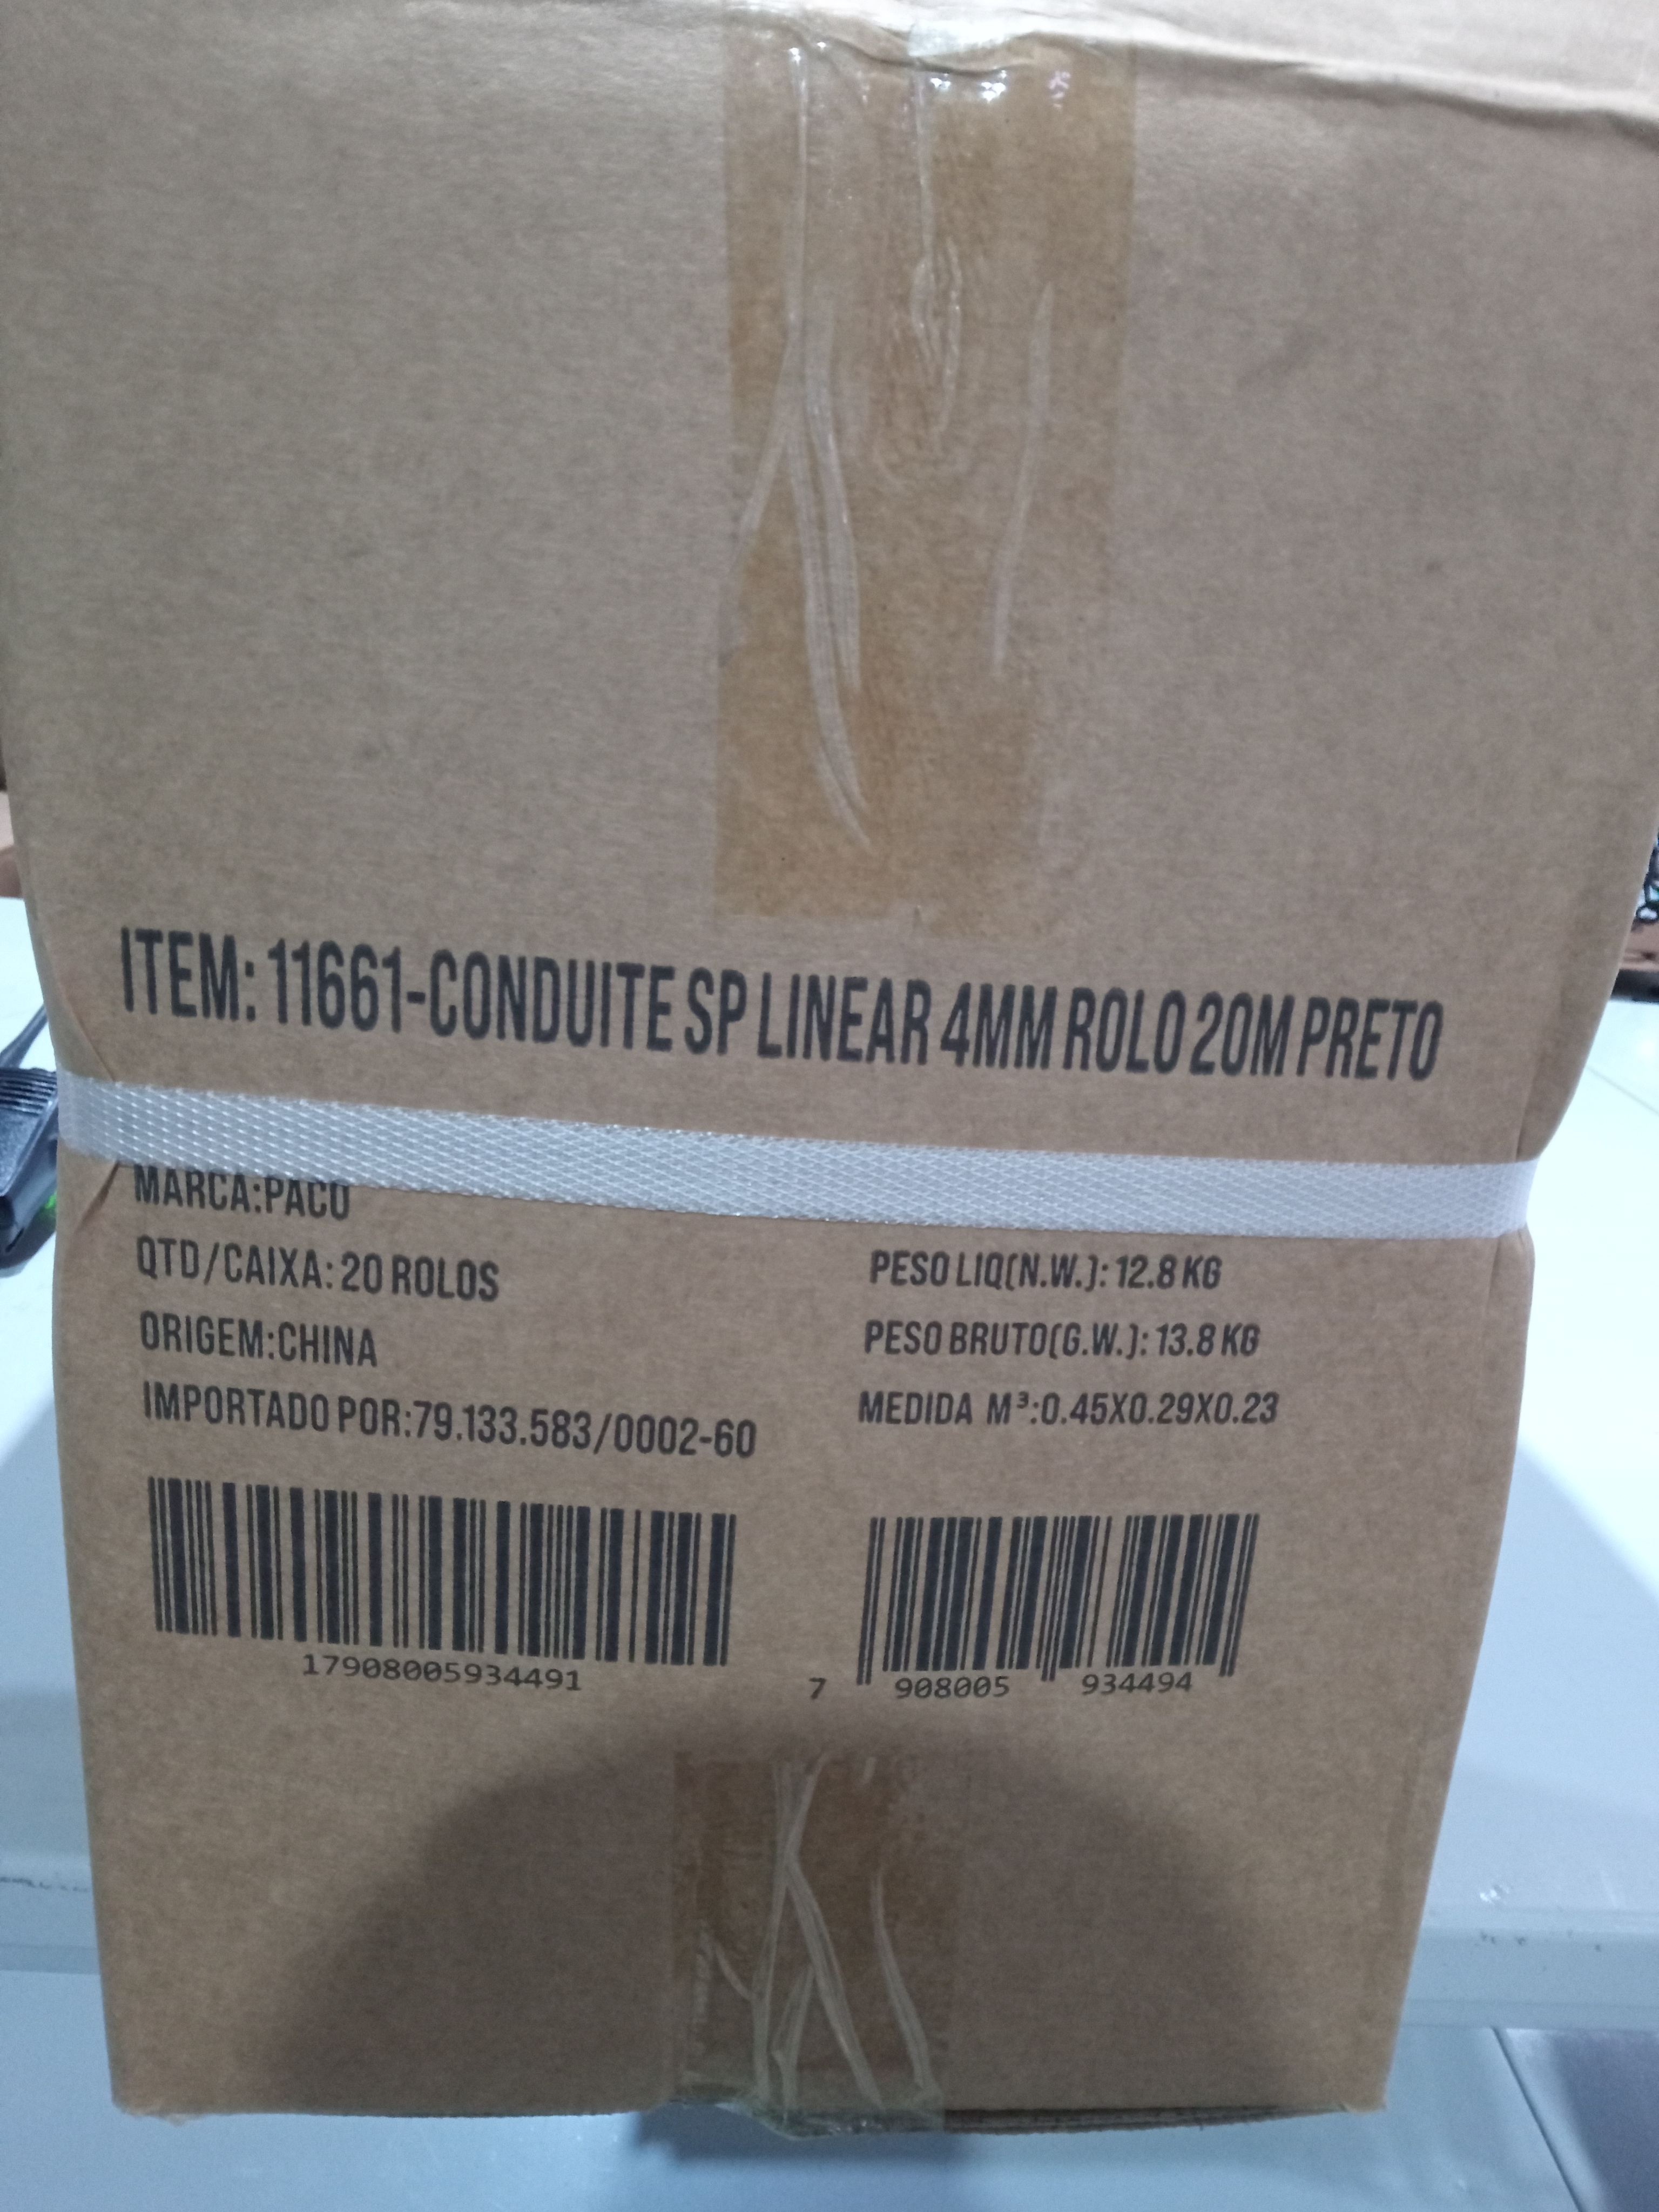 ITEM: 11661-CONDUITE SP LINEAR 4MM ROLO 20M PRETO
MARCA:PACO
QTD/CAIXA: 20 ROLOS
ORIGEM:CHINA
IMPORTADO POR:79.133.583/0002-60
PESO LIQ(N.W.): 12.8 KG
PESO BRUTO(G.W.): 13.8 KG
MEDIDA M³:0.45X0.29X0.23
17908005934491
7 908005 934494